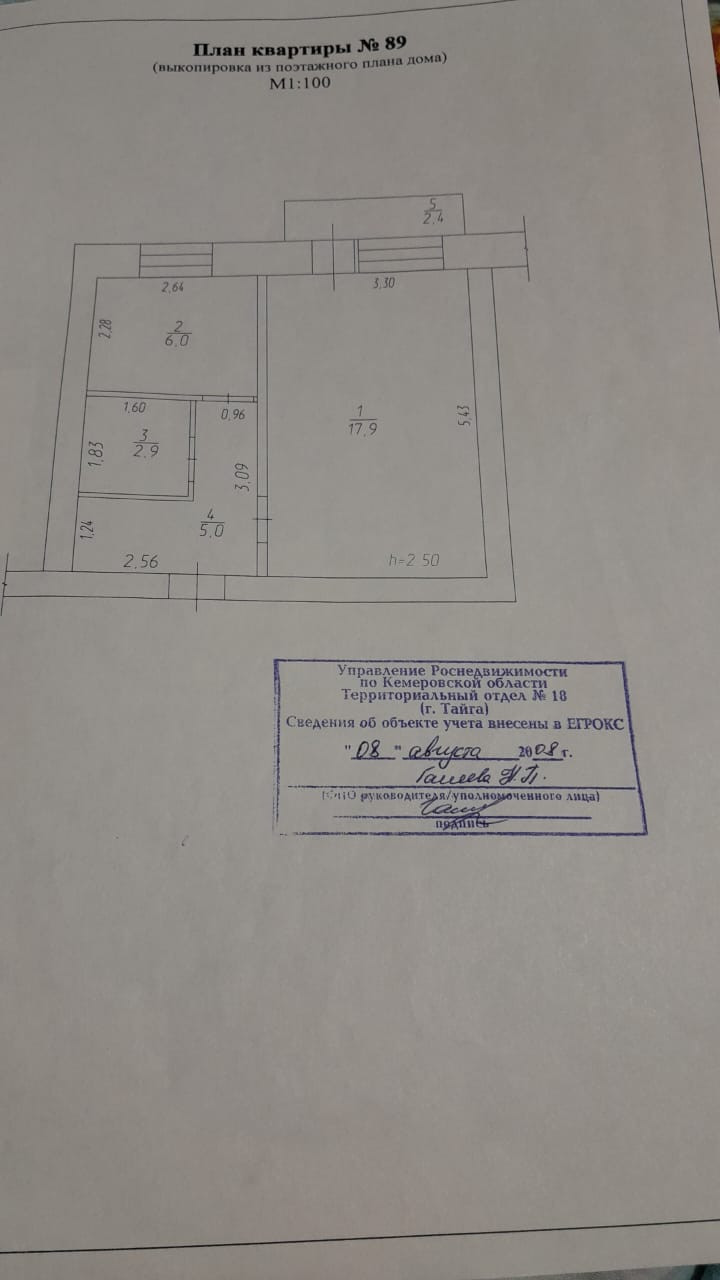 План квартиры № 89
(выкопировка из поэтажного плана дома)
М1:100
5
2.4
2,64
3,30
2,28
2
6,0
1,60
0,96
1
17,9
5,43
3
2.9
1,83
3,09
4
5,0
1,24
2.56
h=2 50
Управление Роснедвижимости
по Кемеровской области
Территориальный отдел № 18
(г. Тайга)
Сведения об объекте учета внесены в ЕГРОКС
"08" августа 2008 г.
Н.П.
(ФИО руководителя/уполномоченного лица)
подпись